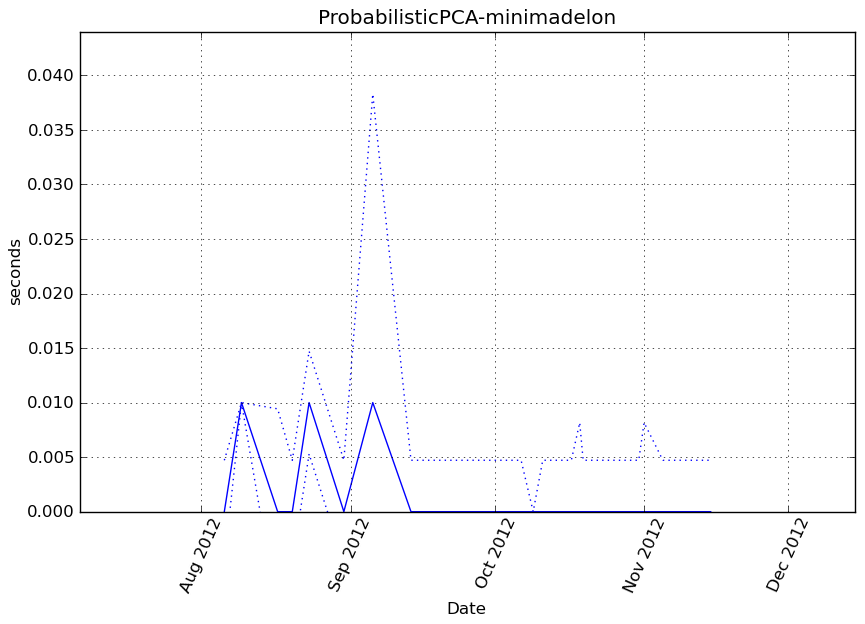 ProbabilisticPCA-minimadelon
0.040
0.035
0.030
0.025
0.020
0.015
0.010
0.005
0.000
seconds
Aug 2012
Sep 2012
Oct 2012
Nov 2012
Dec 2012
Date